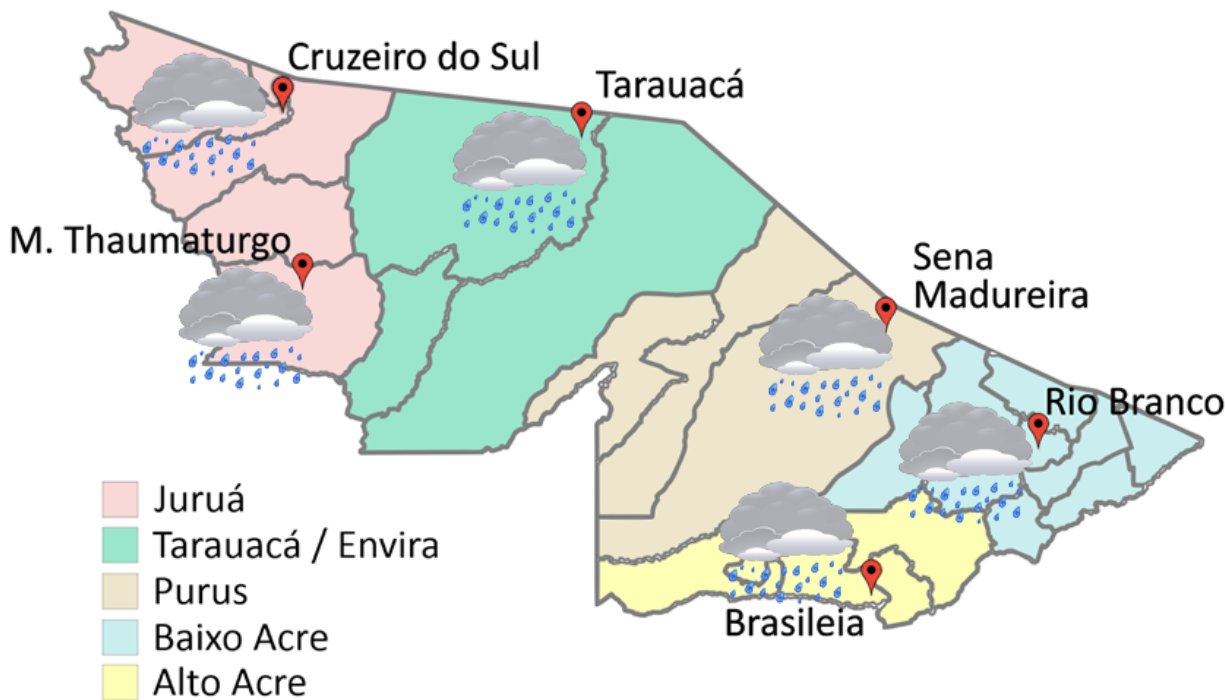 Cruzeiro do Sul
Tarauacá
M. Thaumaturgo
Sena
Madureira
Rio Branco
Brasileia
Juruá
Tarauacá / Envira
Purus
Baixo Acre
Alto Acre